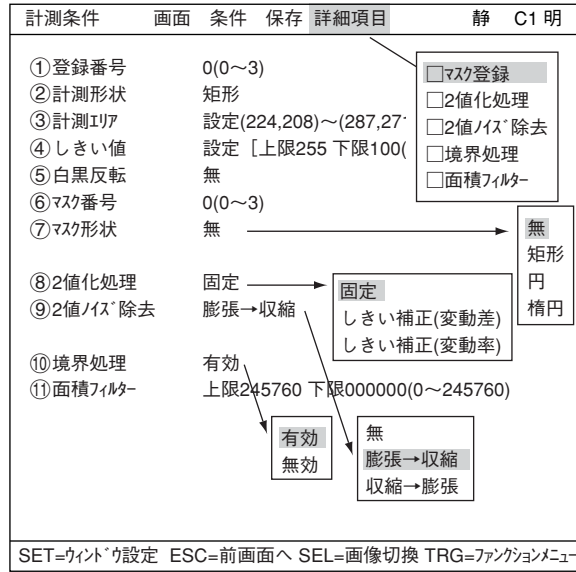 計測条件 画面 条件 保存 詳細項目 静 C1 明
①登録番号 0(0～3)
②計測形状 矩形
③計測ｴﾘｱ 設定(224,208)～(287,271
④しきい値 設定［上限255 下限100(
⑤白黒反転 無
⑥ﾏｽｸ番号 0(0～3)
⑦ﾏｽｸ形状 無
□ﾏｽｸ登録
□2値化処理
□2値ﾉｲｽﾞ除去
□境界処理
□面積ﾌｨﾙﾀｰ
無
矩形
円
楕円
⑧2値化処理 固定
⑨2値ﾉｲｽﾞ除去 膨張→収縮
固定
しきい補正(変動差)
しきい補正(変動率)
⑩境界処理 有効
⑪面積ﾌｨﾙﾀｰ 上限245760 下限000000(0～245760)
有効
無効
無
膨張→収縮
収縮→膨張
SET=ｳｨﾝﾄﾞｳ設定 ESC=前画面へ SEL=画像切換 TRG=ﾌｧﾝｸｼｮﾝﾒﾆｭｰ